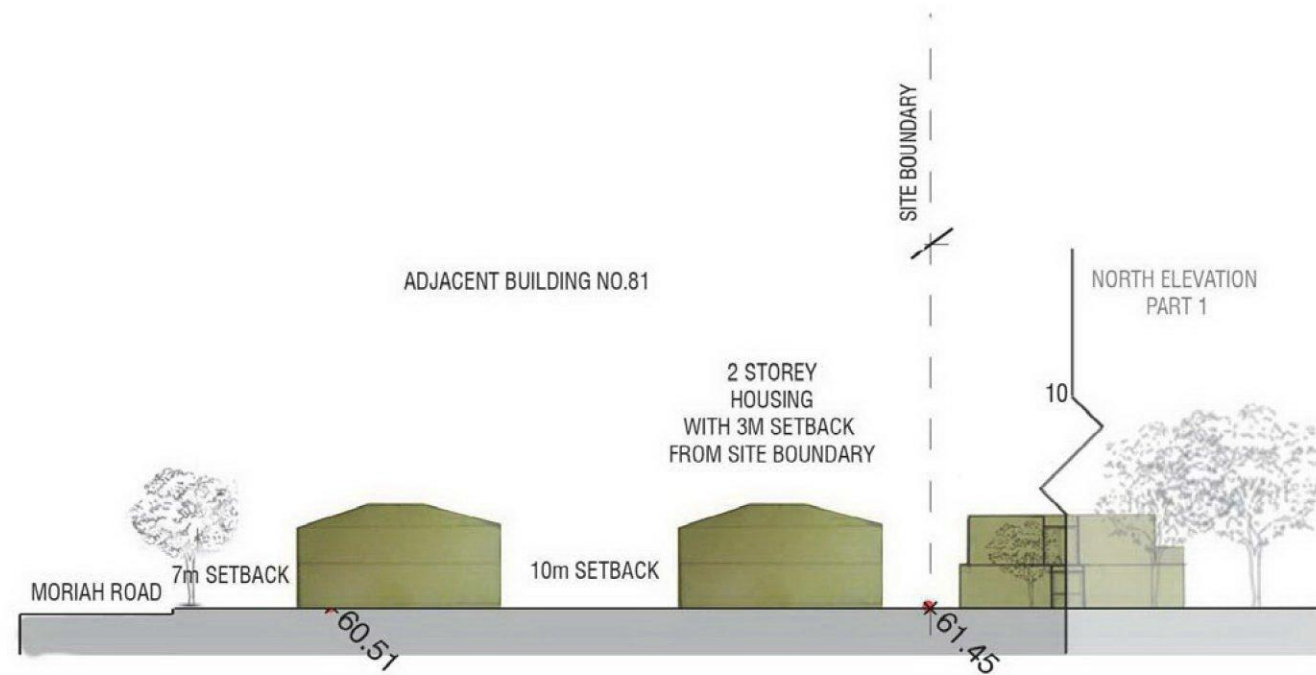 SITE BOUNDARY
ADJACENT BUILDING NO.81
NORTH ELEVATION
PART 1
2 STOREY
HOUSING
WITH 3M SETBACK
FROM SITE BOUNDARY
10
7m SETBACK
10m SETBACK
MORIAH ROAD
60.51
61.45